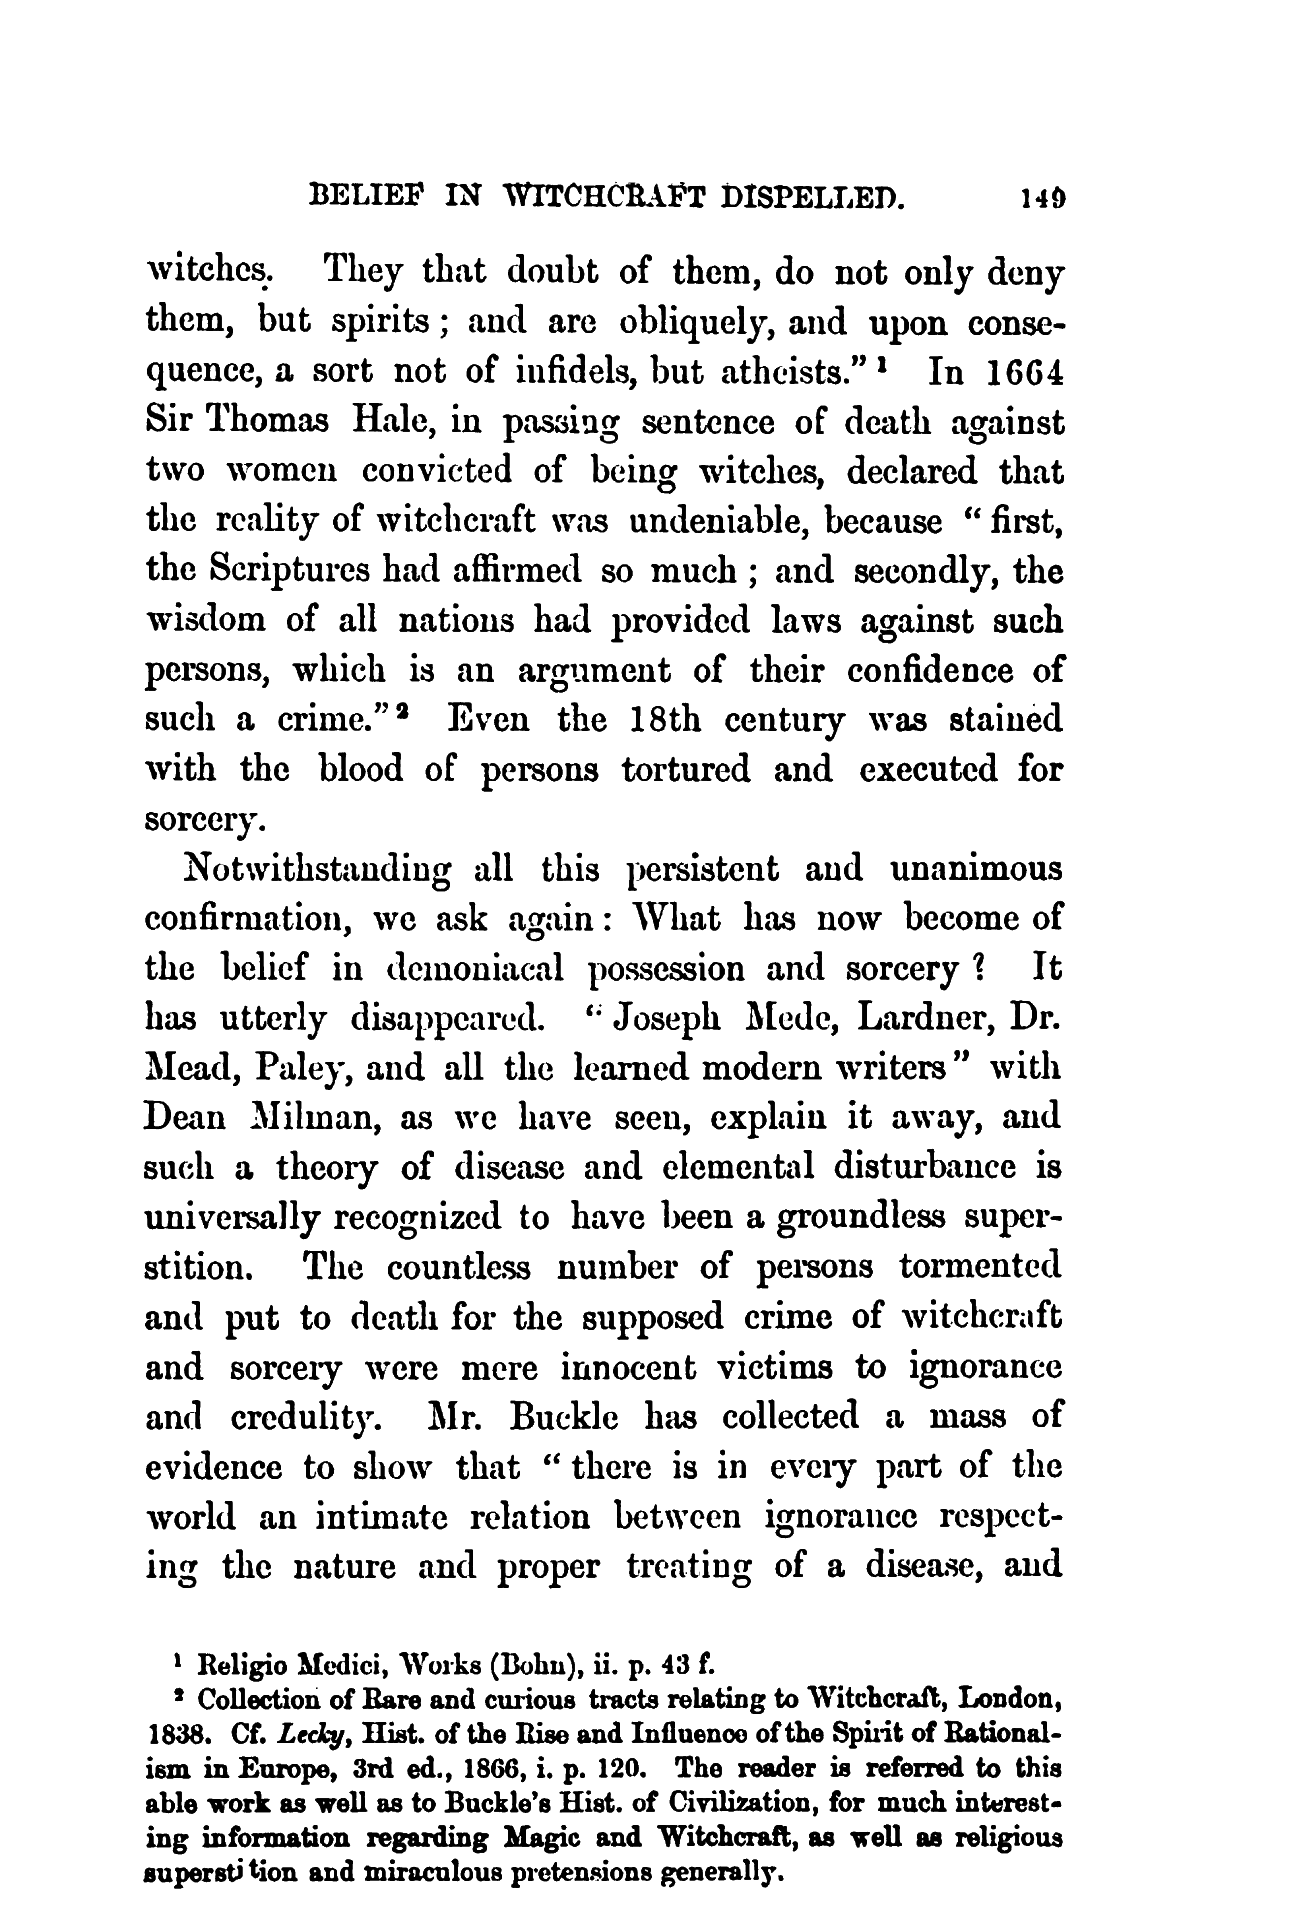 BELIEF IN WITCHCRAFT DISPELLED. 149
witches. They that doubt of them, do not only deny
them, but spirits ; and are obliquely, and upon conse-
quence, a sort not of infidels, but atheists." ¹ In 1664
Sir Thomas Hale, in passing sentence of death against
two women convicted of being witches, declared that
the reality of witchcraft was undeniable, because " first,
the Scriptures had affirmed so much ; and secondly, the
wisdom of all nations had provided laws against such
persons, which is an argument of their confidence of
such a crime." ² Even the 18th century was stained
with the blood of persons tortured and executed for
sorcery.
Notwithstanding all this persistent and unanimous
confirmation, we ask again : What has now become of
the belief in demoniacal possession and sorcery ? It
has utterly disappeared. " Joseph Mede, Lardner, Dr.
Mead, Paley, and all the learned modern writers " with
Dean Milman, as we have seen, explain it away, and
such a theory of disease and elemental disturbance is
universally recognized to have been a groundless super-
stition. The countless number of persons tormented
and put to death for the supposed crime of witchcraft
and sorcery were mere innocent victims to ignorance
and credulity. Mr. Buckle has collected a mass of
evidence to show that " there is in every part of the
world an intimate relation between ignorance respect-
ing the nature and proper treating of a disease, and
¹ Religio Medici, Works (Bohn), ii. p. 43 f.
² Collection of Rare and curious tracts relating to Witchcraft, London,
1838. Cf. Lecky, Hist. of the Rise and Influence of the Spirit of Rational-
ism in Europe, 3rd ed., 1866, i. p. 120. The reader is referred to this
able work as well as to Buckle's Hist. of Civilization, for much interest-
ing information regarding Magic and Witchcraft, as well as religious
superstition and miraculous pretensions generally.